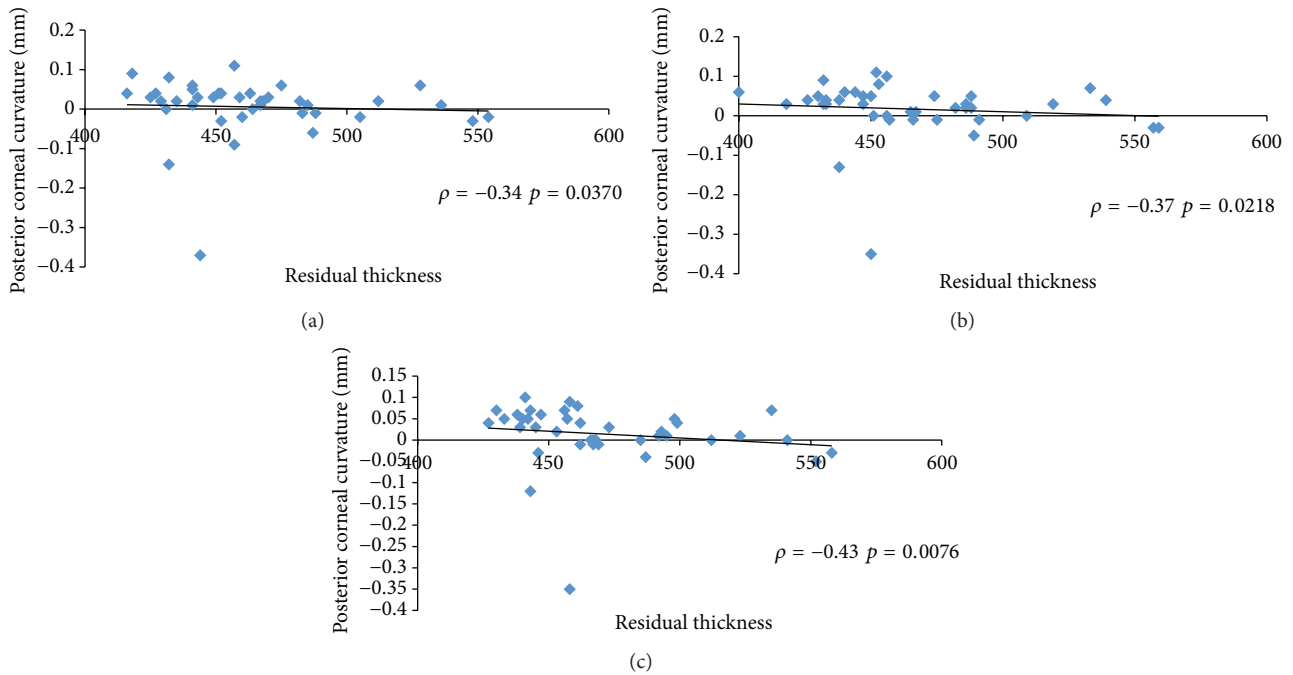 Posterior corneal curvature (mm)
0.2
0.1
0
−0.1
−0.2
−0.3
−0.4
400 450 500 550 600
ρ = −0.34 p = 0.0370
Residual thickness
(a)
Posterior corneal curvature (mm)
0.2
0.1
0
−0.1
−0.2
−0.3
−0.4
400 450 500 550 600
ρ = −0.37 p = 0.0218
Residual thickness
(b)
Posterior corneal curvature (mm)
0.15
0.1
0.05
0
−0.05
−0.1
−0.15
−0.2
−0.25
−0.3
−0.35
−0.4
400 450 500 550 600
ρ = −0.43 p = 0.0076
Residual thickness
(c)